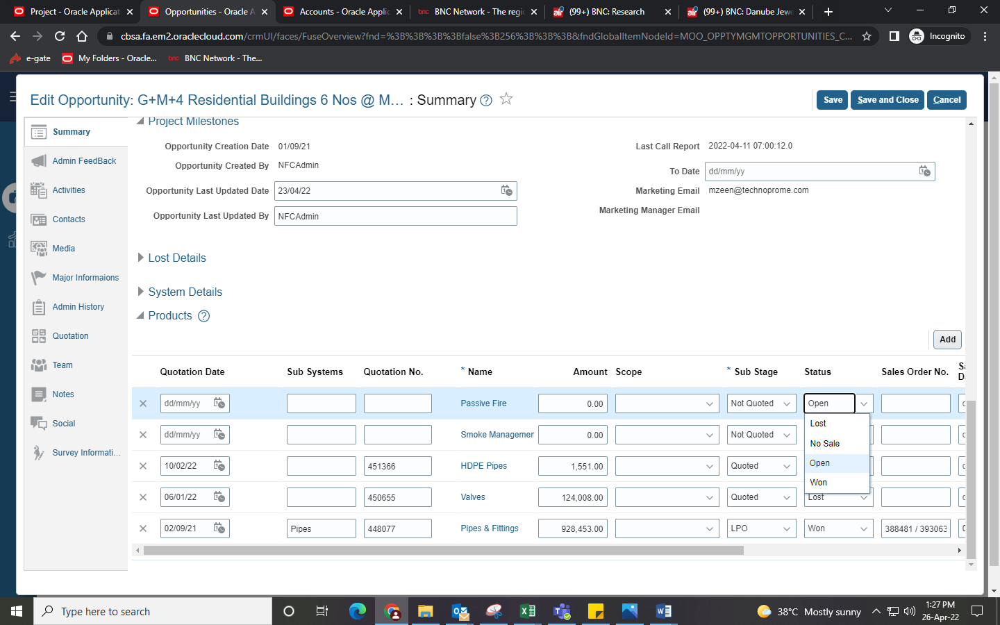 Project - Oracle Applicat
Opportunities - Oracle A
Accounts - Oracle Applic
bnc BNC Network - The regio
air (99+) BNC: Research
air (99+) BNC: Danube Jewe
cbsa.fa.em2.oraclecloud.com/crmUI/faces/FuseOverview?fnd=%3B%3B%3B%3Bfalse%3B256%3B%3B%3B&fndGlobalItemNodeId=MOO_OPPTYMGMTOPPORTUNITIES_C...
Incognito
e-gate
My Folders - Oracle...
bnc BNC Network - The...
Edit Opportunity: G+M+4 Residential Buildings 6 Nos @ M... : Summary
Save
Save and Close
Cancel
Summary
Admin FeedBack
Activities
Contacts
Media
Major Informaions
Admin History
Quotation
Team
Notes
Social
Survey Informati...
Project Milestones
Opportunity Creation Date 01/09/21
Opportunity Created By NFCAdmin
Opportunity Last Updated Date 23/04/22
Opportunity Last Updated By NFCAdmin
Last Call Report 2022-04-11 07:00:12.0
To Date dd/mm/yy
Marketing Email mzeen@technoprome.com
Marketing Manager Email
Lost Details
System Details
Products ?
Add
Quotation Date Sub Systems Quotation No. * Name Amount Scope * Sub Stage Status Sales Order No.
dd/mm/yy Passive Fire 0.00 Not Quoted Open
dd/mm/yy Smoke Managemer 0.00 Not Quoted
10/02/22 451366 HDPE Pipes 1,551.00 Quoted
06/01/22 450655 Valves 124,008.00 Quoted Lost
02/09/21 Pipes 448077 Pipes & Fittings 928,453.00 LPO Won 388481 / 393063
Lost
No Sale
Open
Won
Type here to search
38°C Mostly sunny
1:27 PM
26-Apr-22